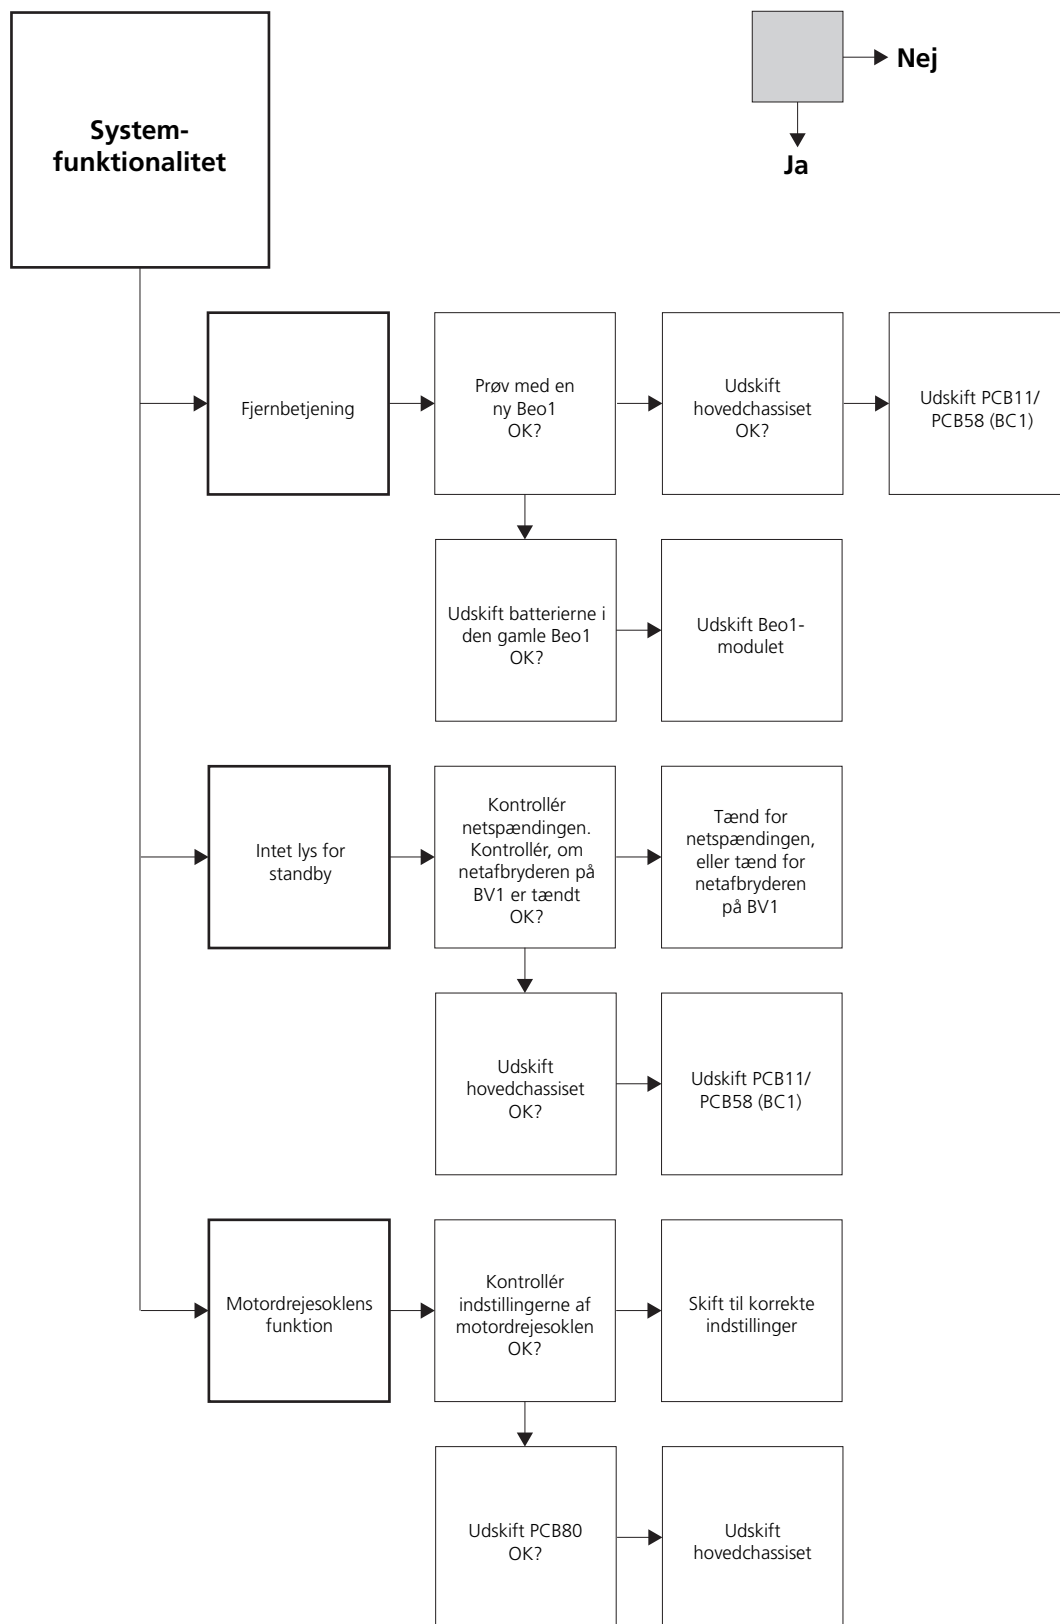 System-
funktionalitet
Nej
Ja
Fjernbetjening
Prøv med en
ny Beo1
OK?
Udskift
hovedchassiset
OK?
Udskift PCB11/
PCB58 (BC1)
Udskift batterierne i
den gamle Beo1
OK?
Udskift Beo1-
modulet
Intet lys for
standby
Kontrollér
netspændingen.
Kontrollér, om
netafbryderen på
BV1 er tændt
OK?
Tænd for
netspændingen,
eller tænd for
netafbryderen
på BV1
Udskift
hovedchassiset
OK?
Udskift PCB11/
PCB58 (BC1)
Motordrejesoklens
funktion
Kontrollér
indstillingerne af
motordrejesoklen
OK?
Skift til korrekte
indstillinger
Udskift PCB80
OK?
Udskift
hovedchassiset